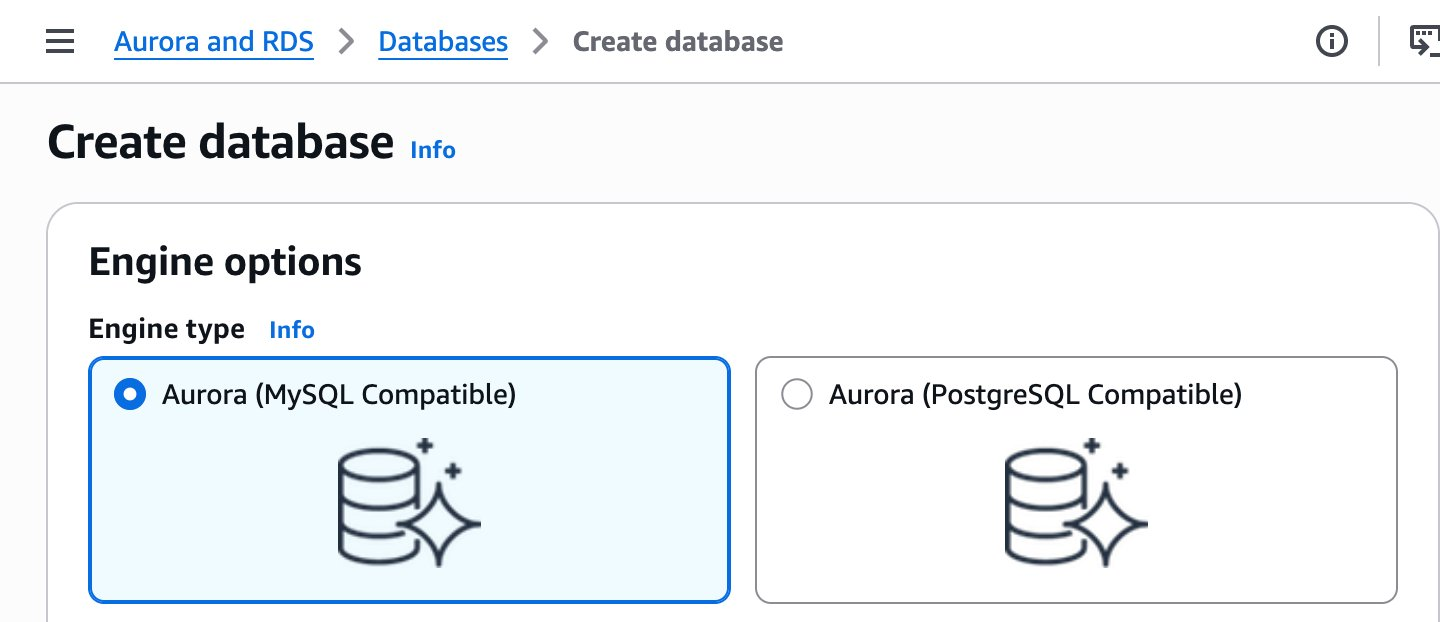 Aurora and RDS > Databases > Create database
Create database Info
Engine options
Engine type Info
Aurora (MySQL Compatible)
Aurora (PostgreSQL Compatible)